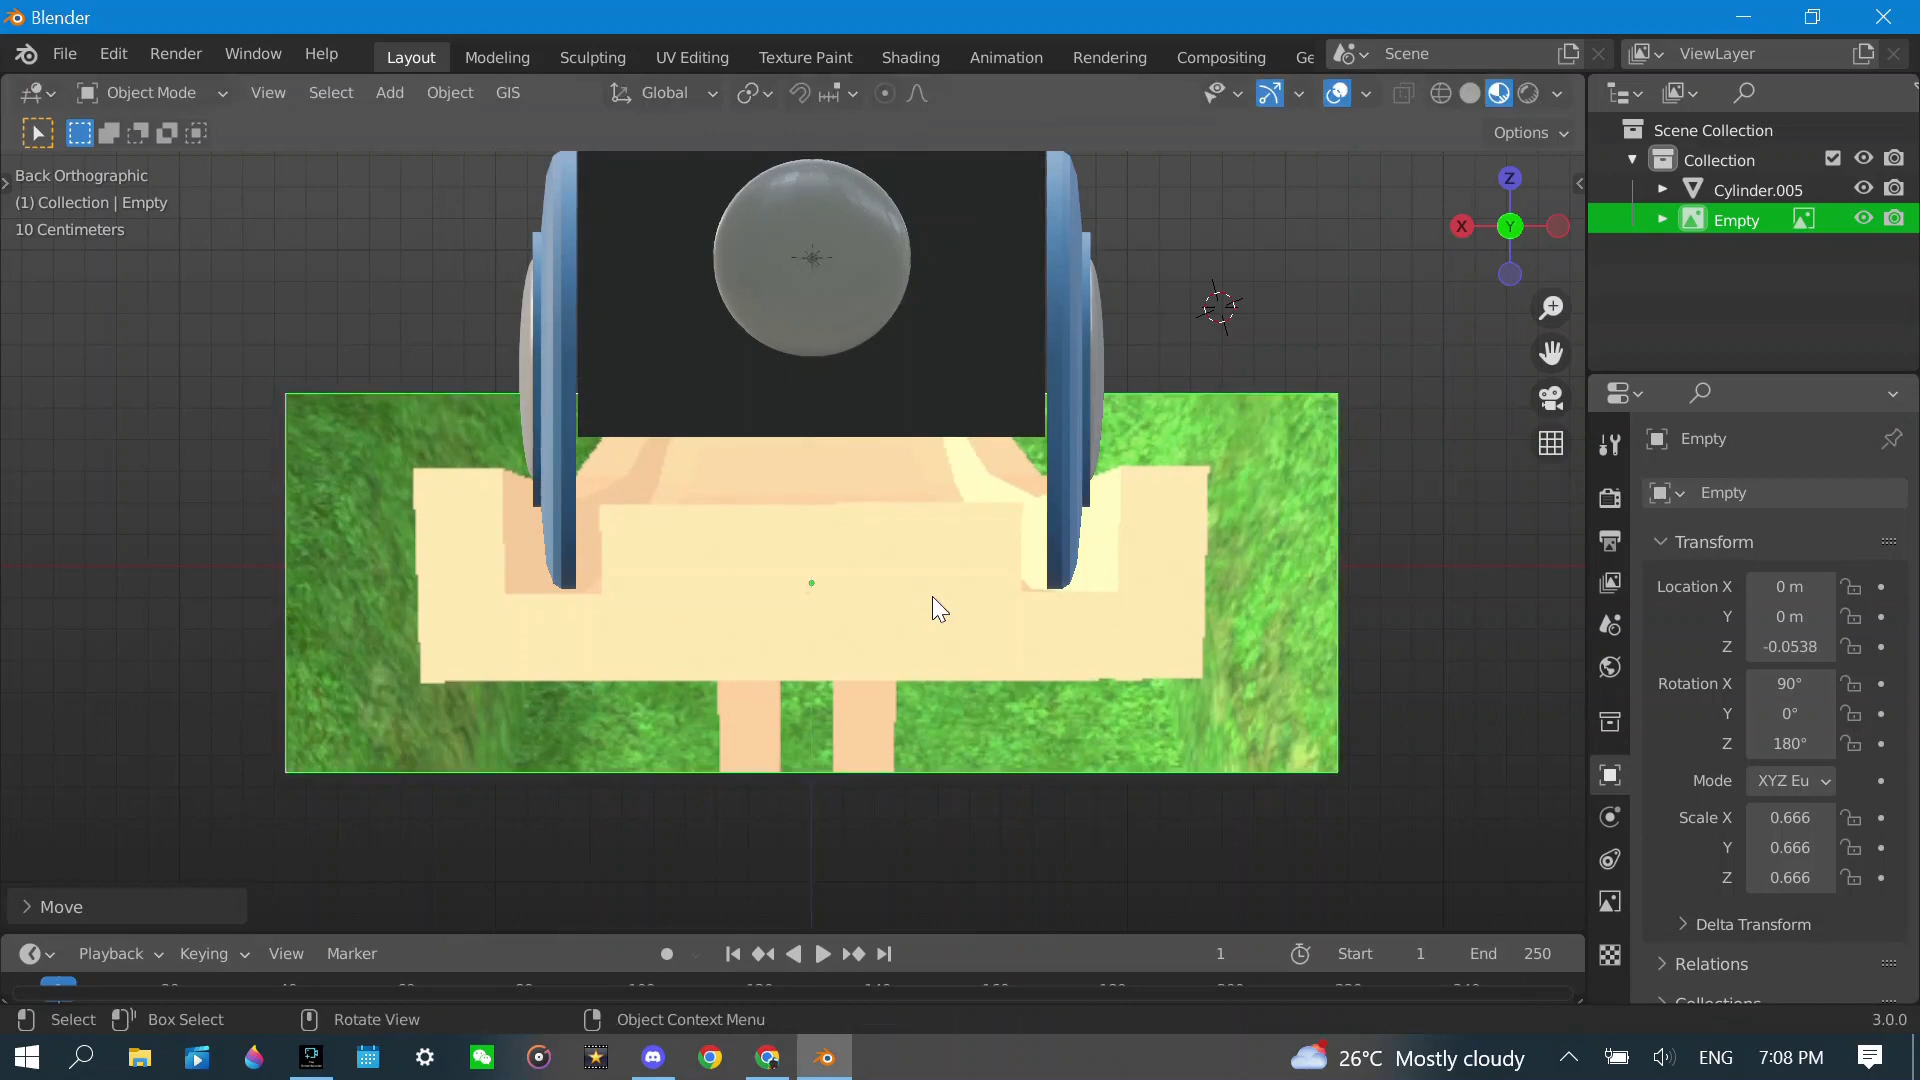 Blender
File Edit Render Window Help Layout Modeling Sculpting UV Editing Texture Paint Shading Animation Rendering Compositing Ge Scene ViewLayer
Object Mode View Select Add Object GIS Global
Options
Back Orthographic
(1) Collection | Empty
10 Centimeters
Z
X
Y
Scene Collection
Collection
Cylinder.005
Empty
Empty
Empty
Transform
Location X 0 m
Y 0 m
Z -0.0538
Rotation X 90°
Y 0°
Z 180°
Mode XYZ Eu
Scale X 0.666
Y 0.666
Z 0.666
Delta Transform
Relations
Move
Playback Keying View Marker 1 Start 1 End 250
Select Box Select Rotate View Object Context Menu 3.0.0
26°C Mostly cloudy ENG 7:08 PM